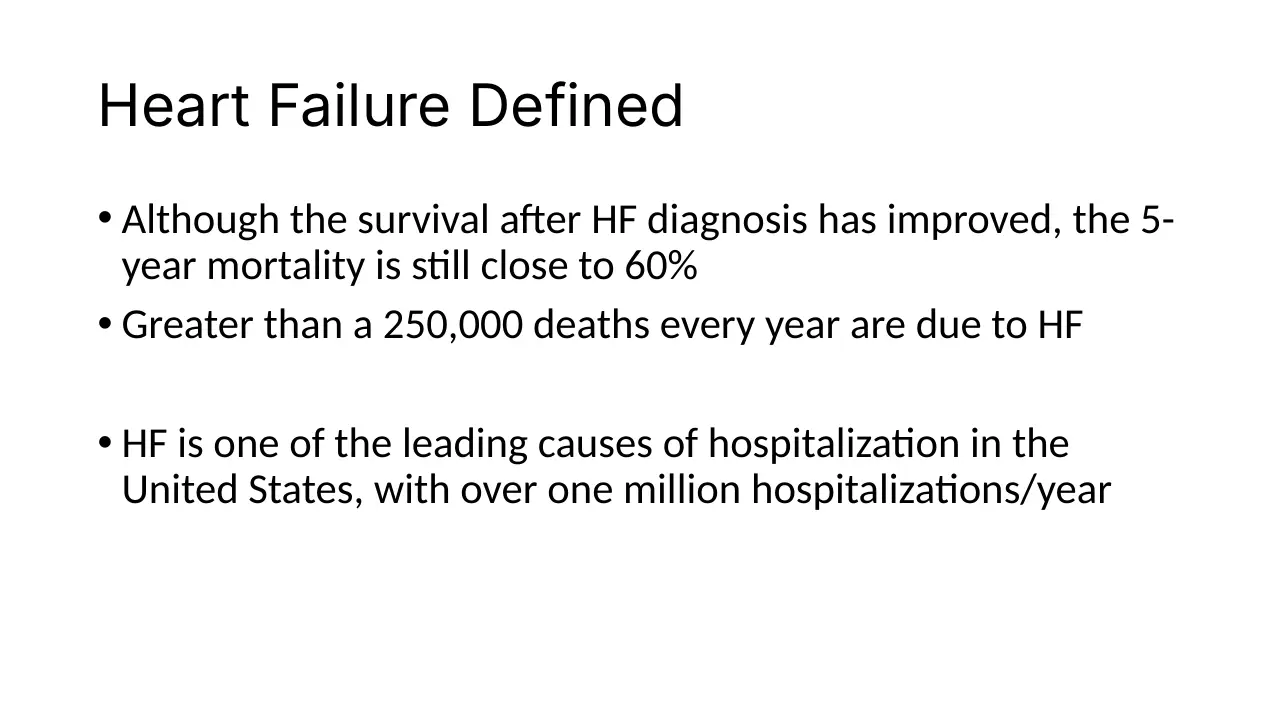 Heart Failure Defined
• Although the survival after HF diagnosis has improved, the 5-
year mortality is still close to 60%
• Greater than a 250,000 deaths every year are due to HF
• HF is one of the leading causes of hospitalization in the
United States, with over one million hospitalizations/year